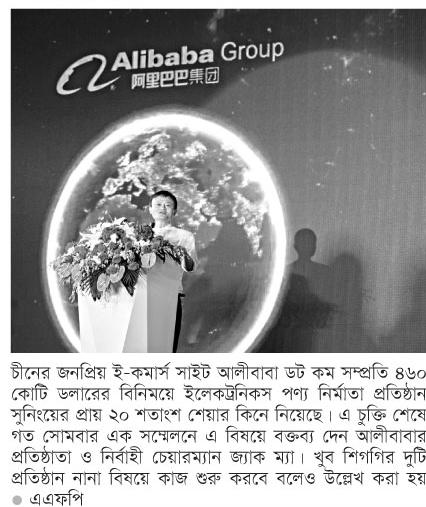 Alibaba Group
阿里巴巴集团
চীনের জনপ্রিয় ই-কমার্স সাইট আলীবাবা ডট কম সম্প্রতি ৪৬০
কোটি ডলারের বিনিময়ে ইলেকট্রনিকস পণ্য নির্মাতা প্রতিষ্ঠান
সুনিংয়ের প্রায় ২০ শতাংশ শেয়ার কিনে নিয়েছে। এ চুক্তি শেষে
গত সোমবার এক সম্মেলনে এ বিষয়ে বক্তব্য দেন আলীবাবার
প্রতিষ্ঠাতা ও নির্বাহী চেয়ারম্যান জ্যাক ম্যা। খুব শিগগির দুটি
প্রতিষ্ঠান নানা বিষয়ে কাজ শুরু করবে বলেও উল্লেখ করা হয়
● এএফপি